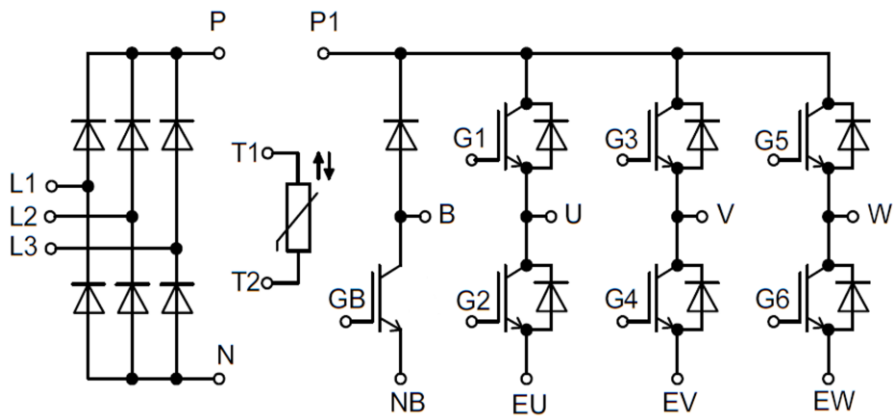 P P1
T1
G1 G3 G5
L1
L2 B U V W
L3
T2
GB G2 G4 G6
N
NB EU EV EW